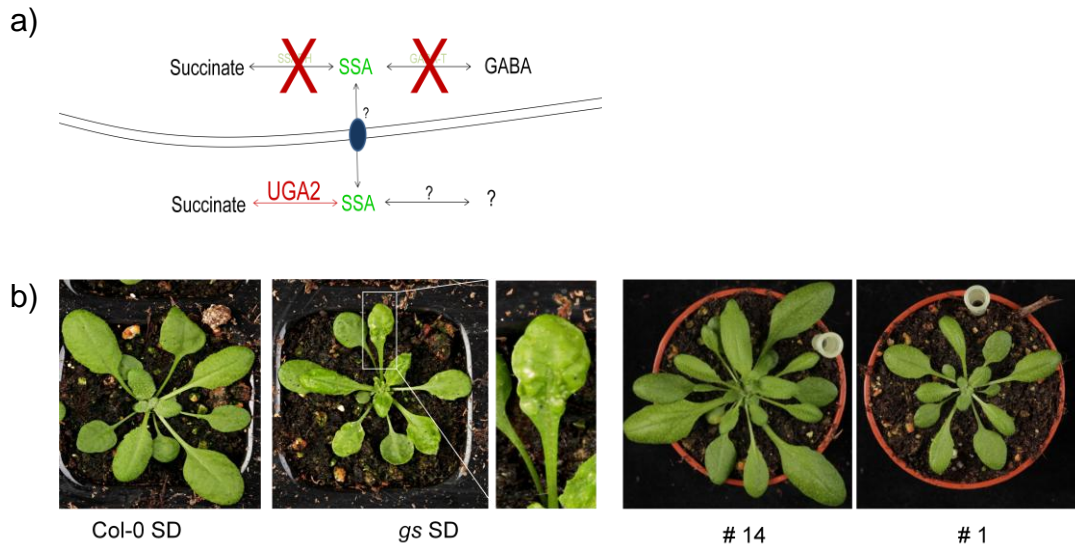 a)
Succinate SSA GABA
?
UGA2 ?
Succinate SSA ?
b)
Col-0 SD gs SD # 14 # 1